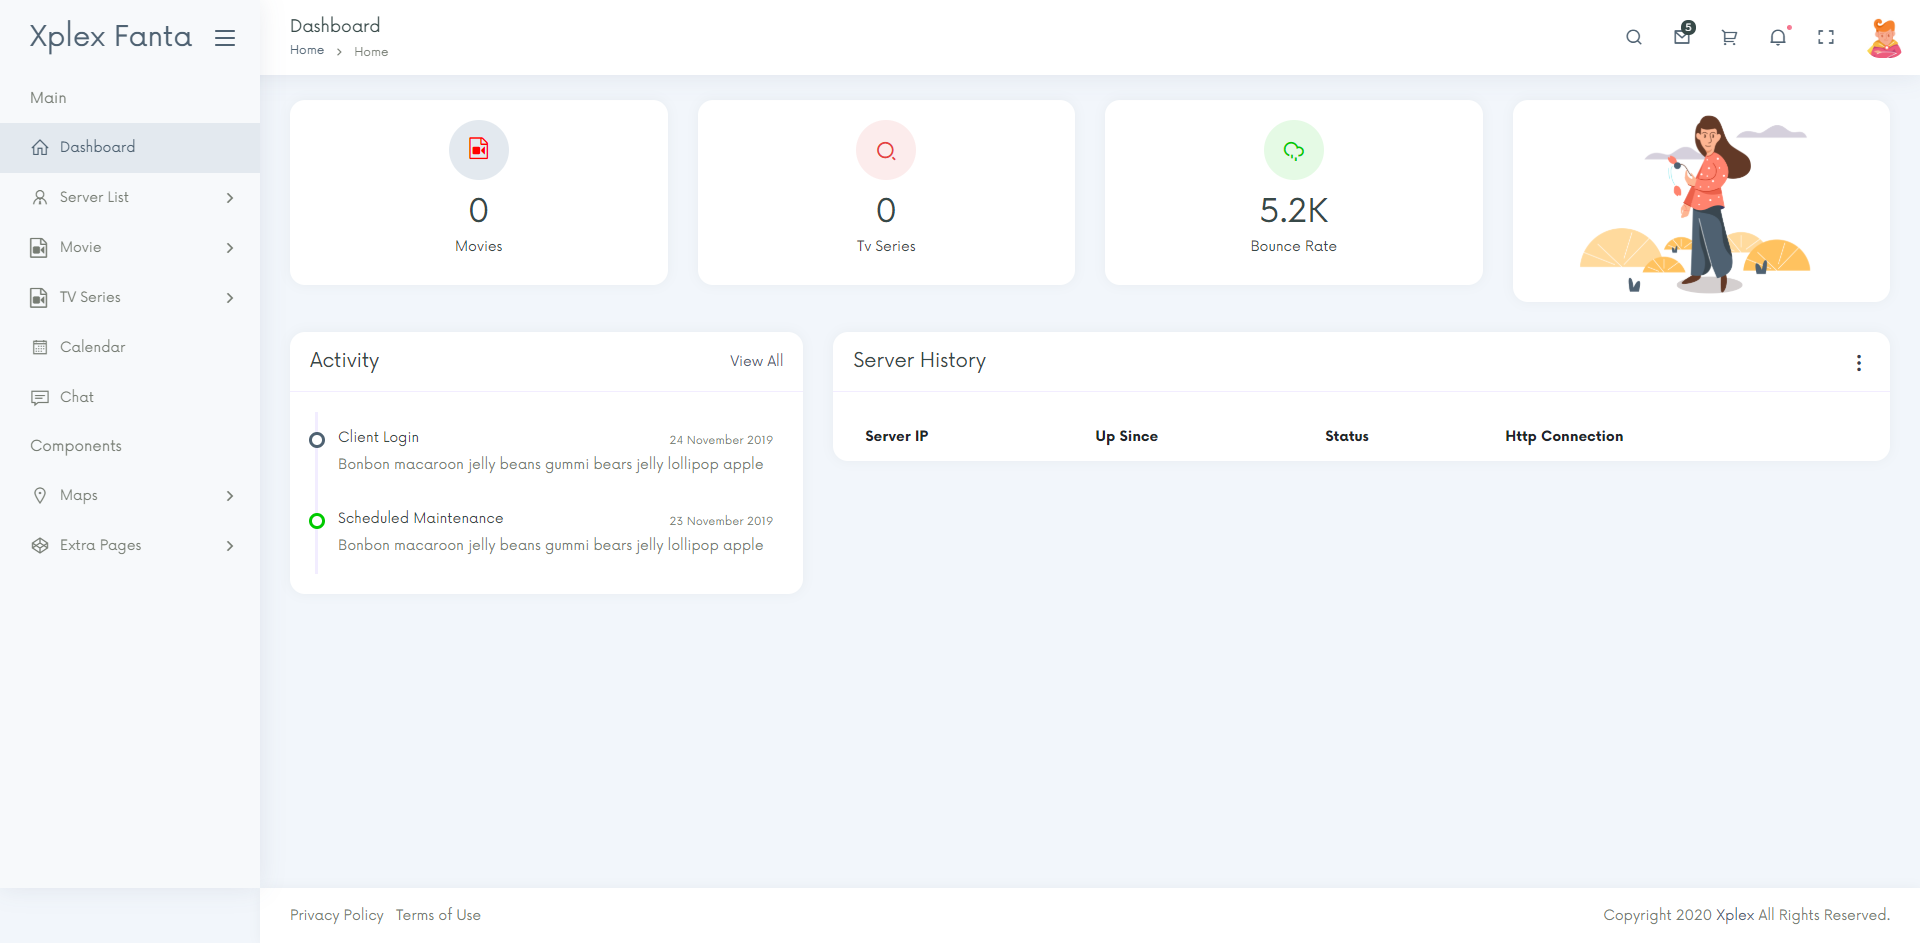 Xplex Fanta
Dashboard
Home > Home
5
Main
Dashboard
Server List
Movie
TV Series
Calendar
Chat
Components
Maps
Extra Pages
0
Movies
0
Tv Series
5.2K
Bounce Rate
Activity
View All
Client Login
24 November 2019
Bonbon macaroon jelly beans gummi bears jelly lollipop apple
Scheduled Maintenance
23 November 2019
Bonbon macaroon jelly beans gummi bears jelly lollipop apple
Server History
Server IP Up Since Status Http Connection
Privacy Policy Terms of Use
Copyright 2020 Xplex All Rights Reserved.